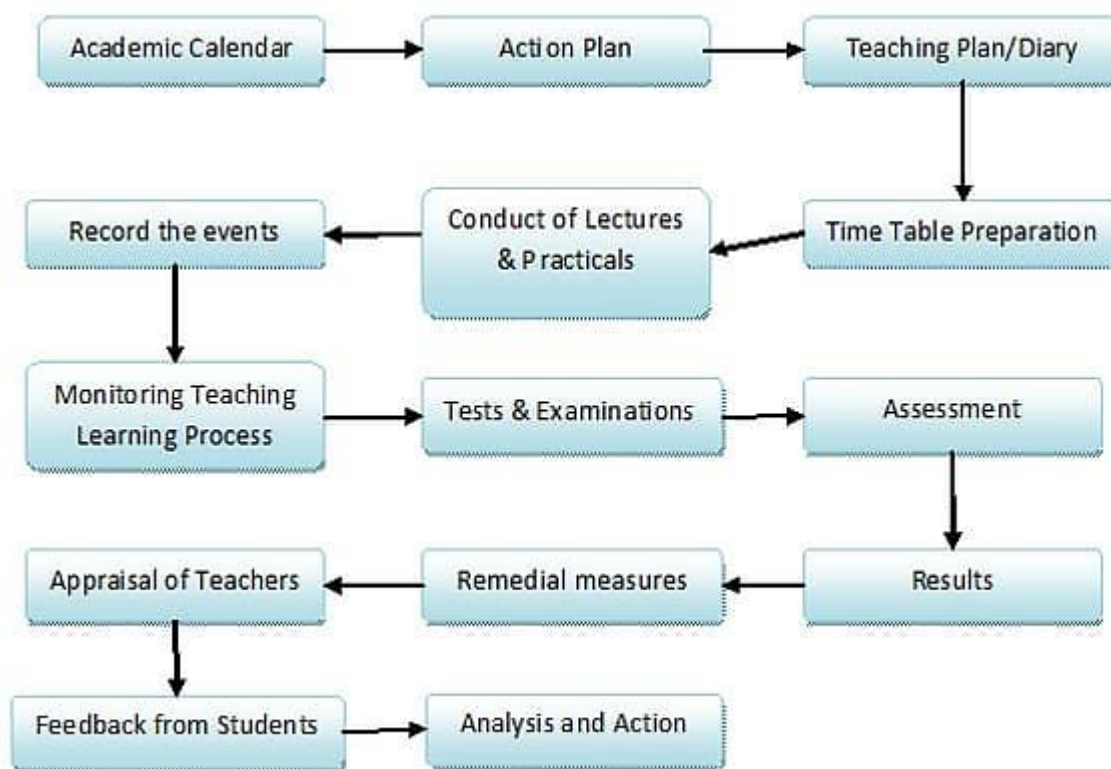 Academic Calendar
Action Plan
Teaching Plan/Diary
Time Table Preparation
Conduct of Lectures
& Practicals
Record the events
Monitoring Teaching
Learning Process
Tests & Examinations
Assessment
Results
Remedial measures
Appraisal of Teachers
Feedback from Students
Analysis and Action